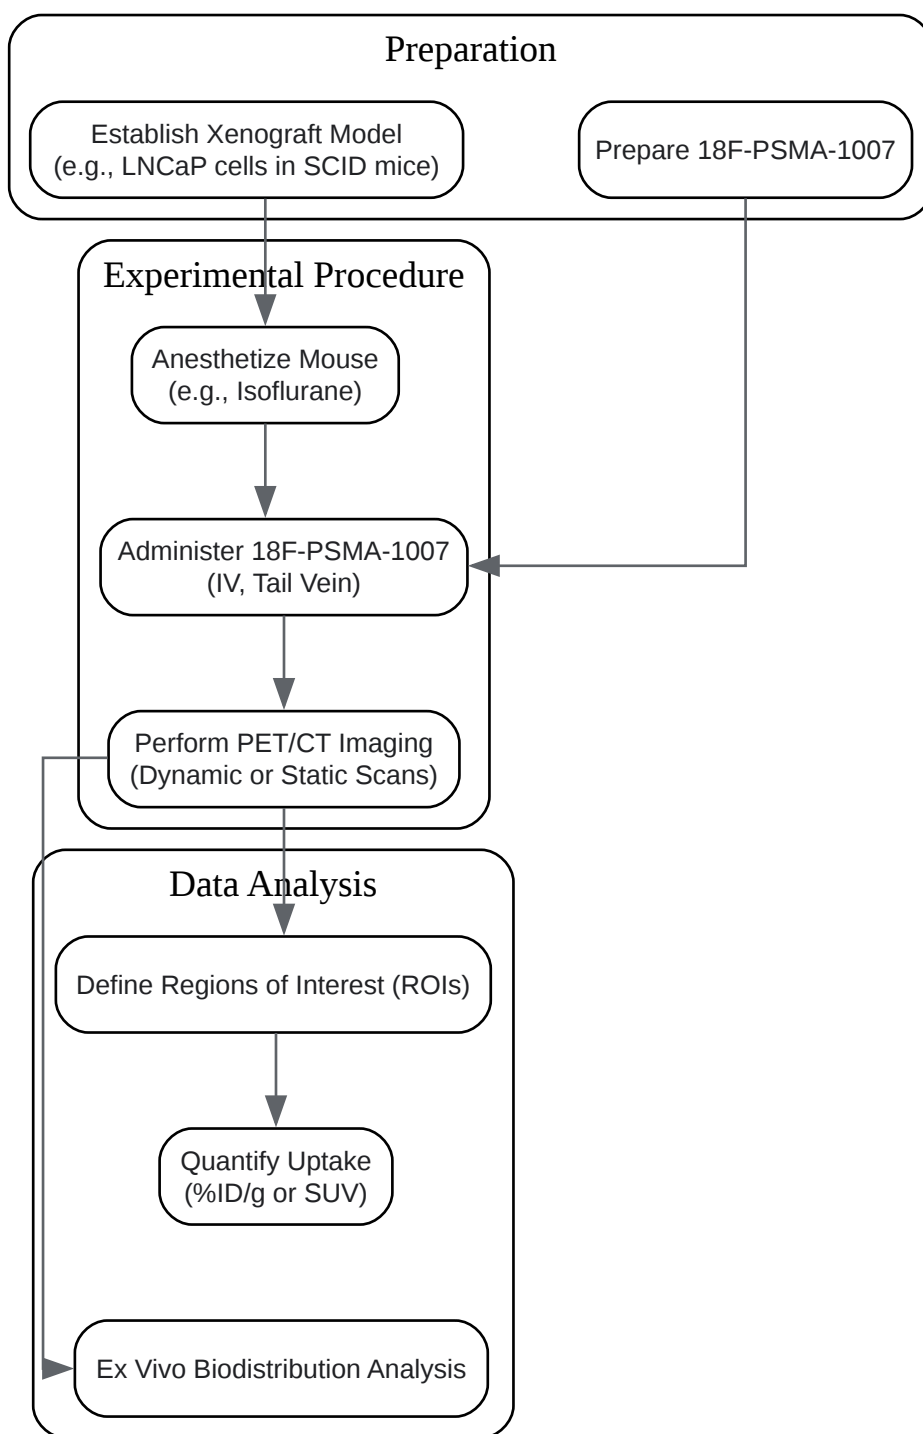 Preparation
Establish Xenograft Model
(e.g., LNCaP cells in SCID mice)
Prepare 18F-PSMA-1007
Experimental Procedure
Anesthetize Mouse
(e.g., Isoflurane)
Administer 18F-PSMA-1007
(IV, Tail Vein)
Perform PET/CT Imaging
(Dynamic or Static Scans)
Data Analysis
Define Regions of Interest (ROIs)
Quantify Uptake
(%ID/g or SUV)
Ex Vivo Biodistribution Analysis